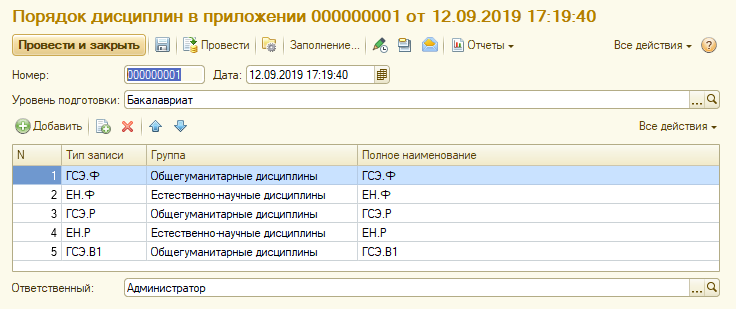 Порядок дисциплин в приложении 000000001 от 12.09.2019 17:19:40
Провести и закрыть Провести Заполнение... Отчеты Все действия ?
Номер: 000000001 Дата: 12.09.2019 17:19:40
Уровень подготовки: Бакалавриат ...
Добавить Все действия
N Тип записи Группа Полное наименование
1 ГСЭ.Ф Общегуманитарные дисциплины ГСЭ.Ф
2 ЕН.Ф Естественно-научные дисциплины ЕН.Ф
3 ГСЭ.Р Общегуманитарные дисциплины ГСЭ.Р
4 ЕН.Р Естественно-научные дисциплины ЕН.Р
5 ГСЭ.В1 Общегуманитарные дисциплины ГСЭ.В1
Ответственный: Администратор ...